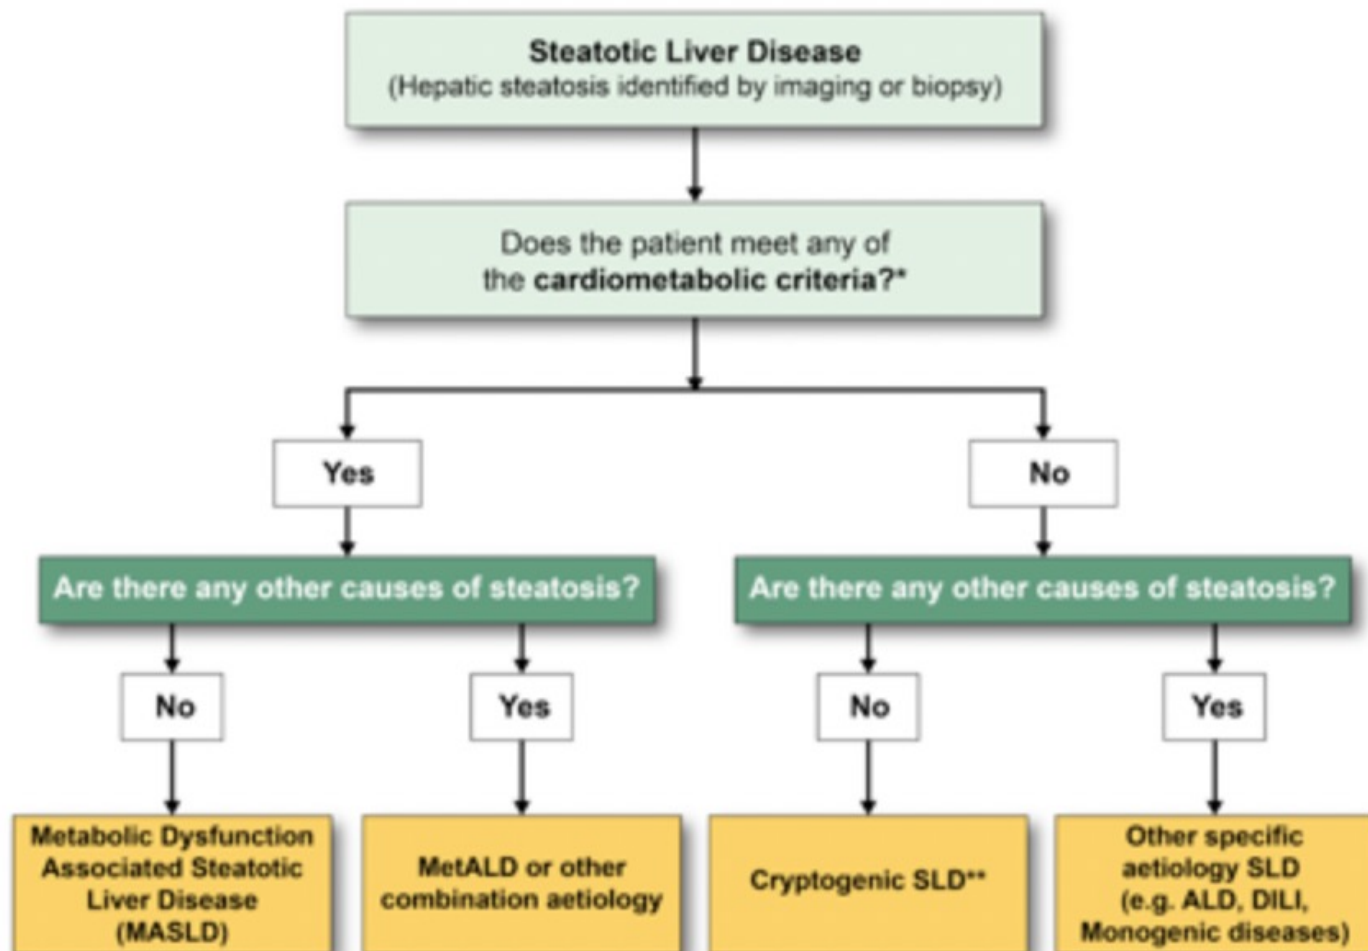 Steatotic Liver Disease
(Hepatic steatosis identified by imaging or biopsy)
Does the patient meet any of
the cardiometabolic criteria?*
Yes
No
Are there any other causes of steatosis?
Are there any other causes of steatosis?
No
Yes
No
Yes
Metabolic Dysfunction
Associated Steatotic
Liver Disease
(MASLD)
MetALD or other
combination aetiology
Cryptogenic SLD**
Other specific
aetiology SLD
(e.g. ALD, DILI,
Monogenic diseases)